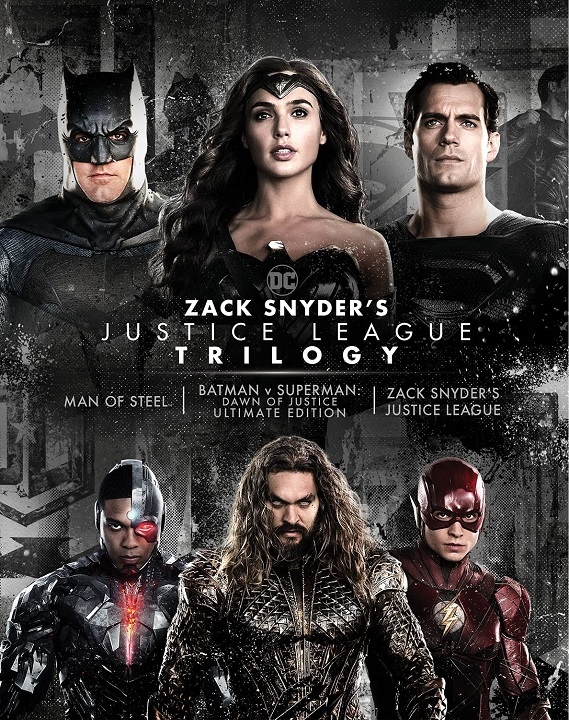 DC
ZACK SNYDER'S
JUSTICE LEAGUE
TRILOGY
MAN OF STEEL
BATMAN v SUPERMAN:
DAWN OF JUSTICE
ULTIMATE EDITION
ZACK SNYDER'S
JUSTICE LEAGUE